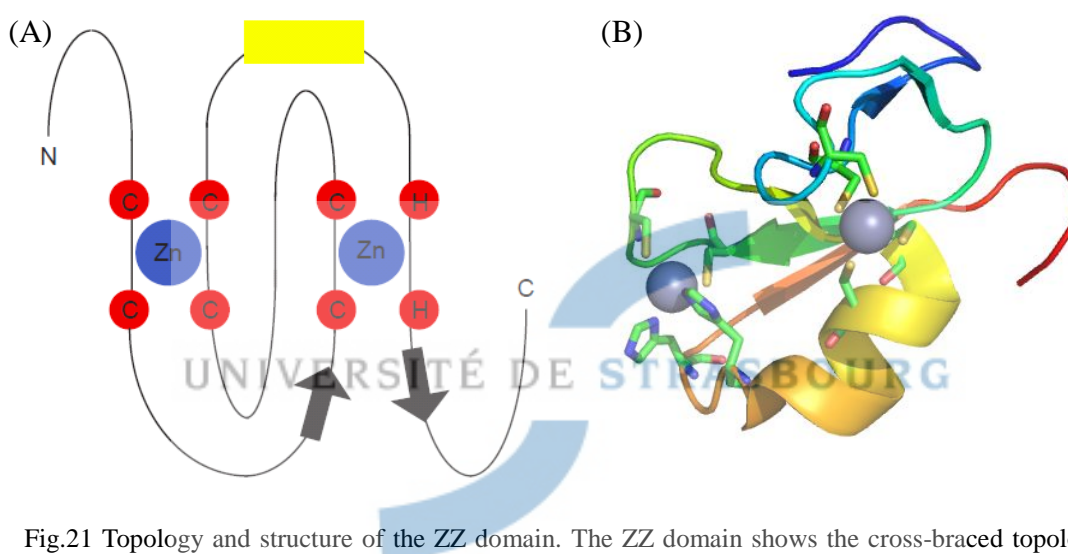 (A)
(B)
N
C C C H
Zn Zn
C C C H
C
UNIVERSITÉ DE STRASBOURG
Fig.21 Topology and structure of the ZZ domain. The ZZ domain shows the cross-braced topol